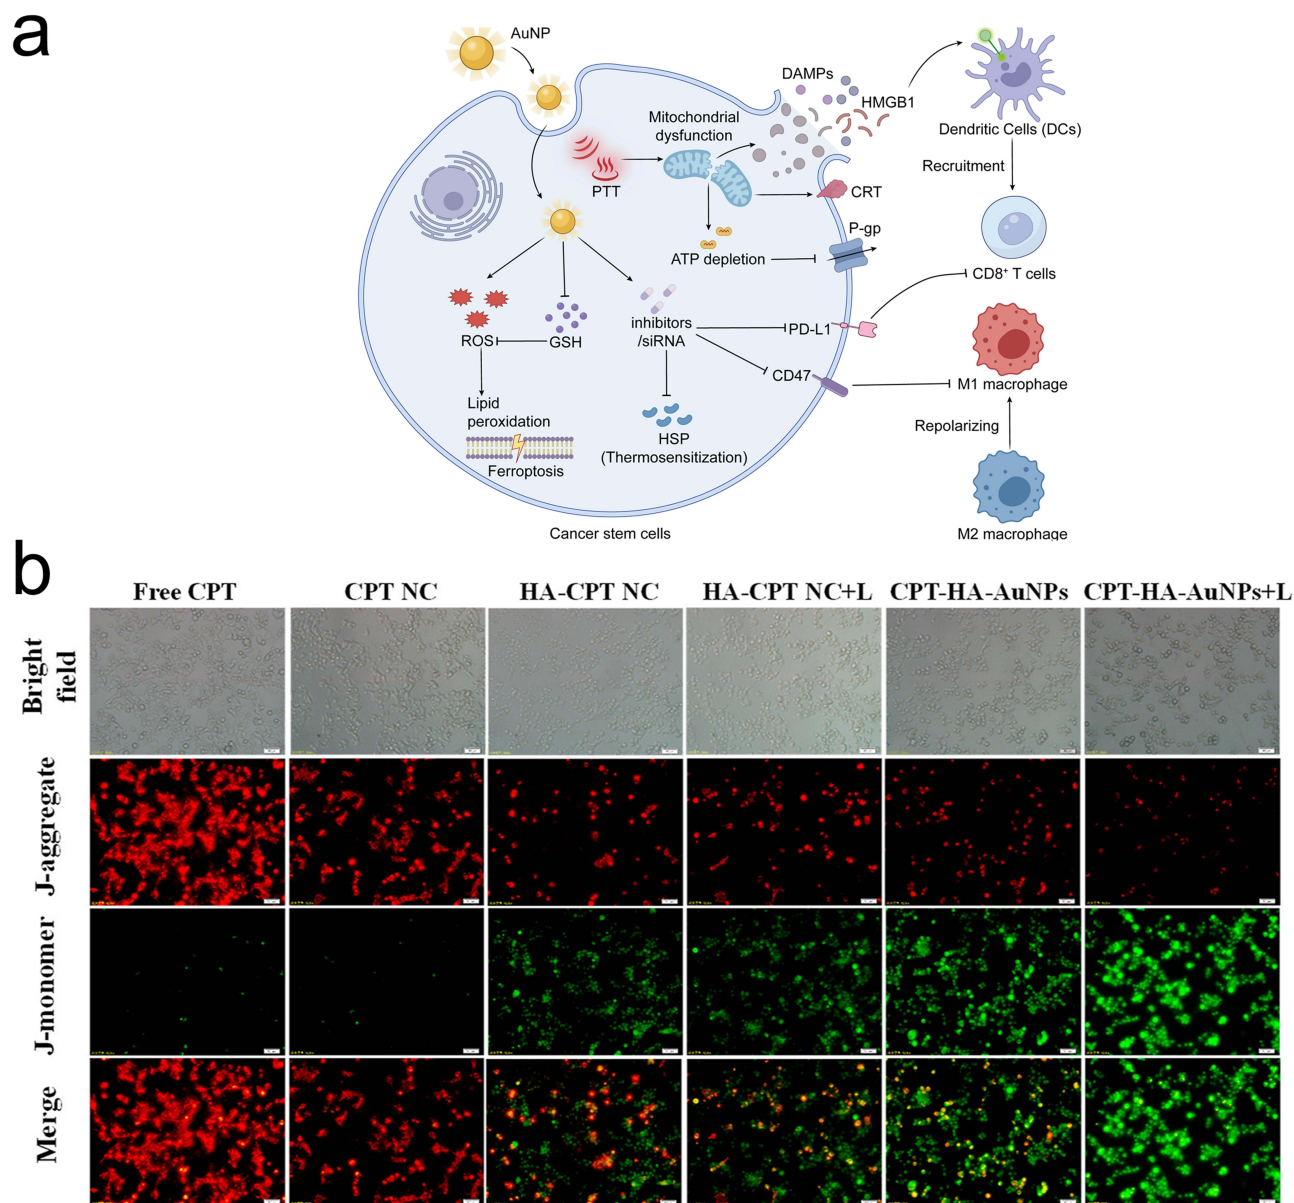 a
AuNP
DAMPs
HMGB1
Mitochondrial
dysfunction
Dendritic Cells (DCs)
Recruitment
PTT
CRT
P-gp
ATP depletion
CD8⁺ T cells
inhibitors
/siRNA
PD-L1
ROS
GSH
CD47
M1 macrophage
Lipid
peroxidation
HSP
(Thermosensitization)
Repolarizing
Ferroptosis
Cancer stem cells
M2 macrophage
b
Free CPT CPT NC HA-CPT NC HA-CPT NC+L CPT-HA-AuNPs CPT-HA-AuNPs+L
Bright
field
J-aggregate
J-monomer
Merge